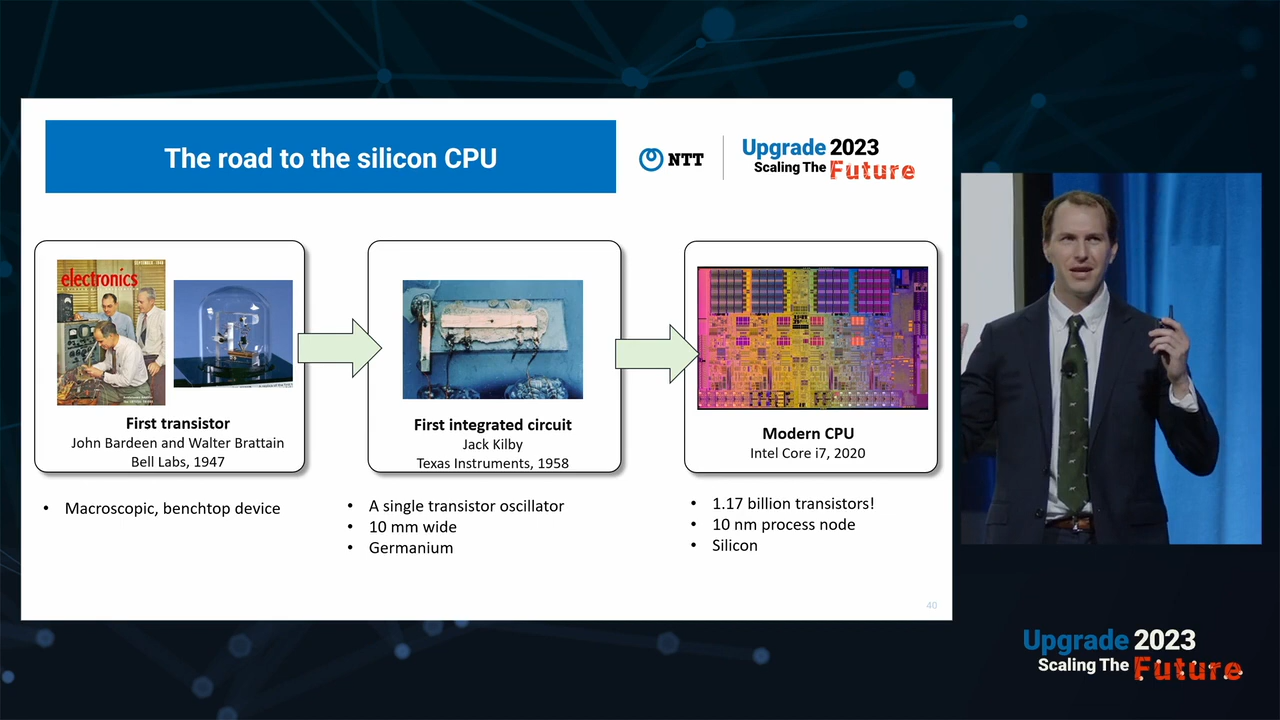 The road to the silicon CPU
NTT
Upgrade 2023
Scaling The Future
electronics
First transistor
John Bardeen and Walter Brattain
Bell Labs, 1947
First integrated circuit
Jack Kilby
Texas Instruments, 1958
Modern CPU
Intel Core i7, 2020
• Macroscopic, benchtop device
• A single transistor oscillator
• 10 mm wide
• Germanium
• 1.17 billion transistors!
• 10 nm process node
• Silicon
40
Upgrade 2023
Scaling The Future